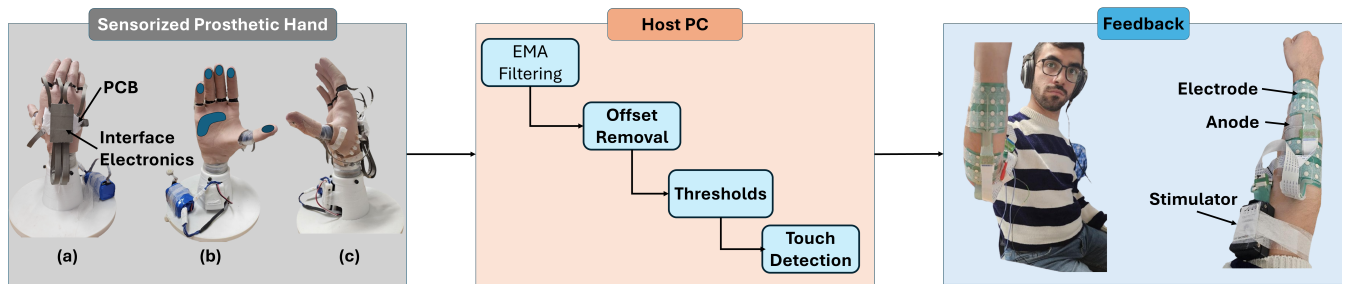 Sensorized Prosthetic Hand
PCB
Interface
Electronics
(a)
(b)
(c)
Host PC
EMA
Filtering
Offset
Removal
Thresholds
Touch
Detection
Feedback
Electrode
Anode
Stimulator